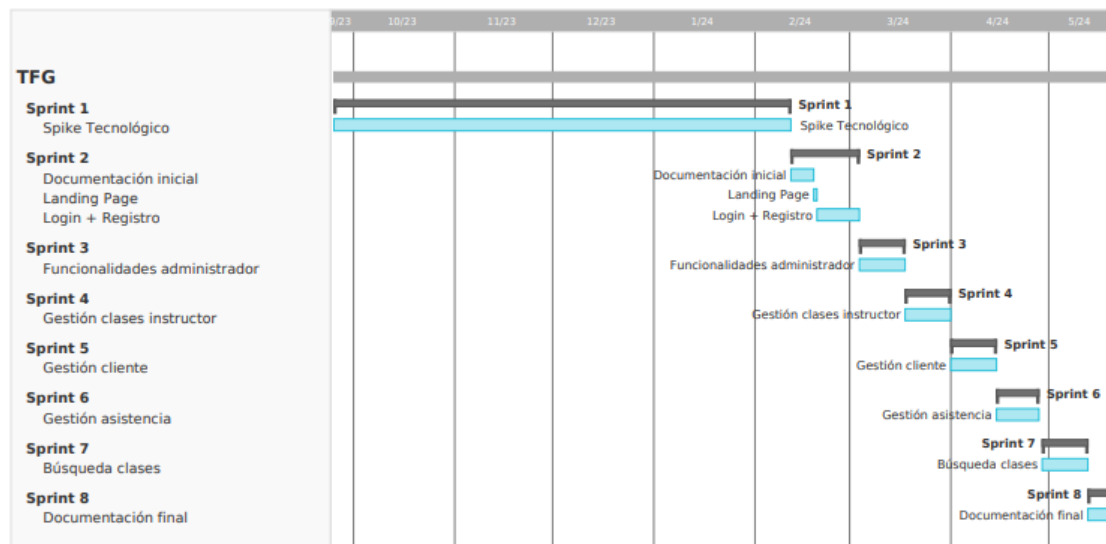 9/23 10/23 11/23 12/23 1/24 2/24 3/24 4/24 5/24
TFG
Sprint 1 Sprint 1
Spike Tecnológico Spike Tecnológico
Sprint 2 Sprint 2
Documentación inicial Documentación inicial
Landing Page Landing Page
Login + Registro Login + Registro
Sprint 3 Sprint 3
Funcionalidades administrador Funcionalidades administrador
Sprint 4 Sprint 4
Gestión clases instructor Gestión clases instructor
Sprint 5 Sprint 5
Gestión cliente Gestión cliente
Sprint 6 Sprint 6
Gestión asistencia Gestión asistencia
Sprint 7 Sprint 7
Búsqueda clases Búsqueda clases
Sprint 8 Sprint 8
Documentación final Documentación final